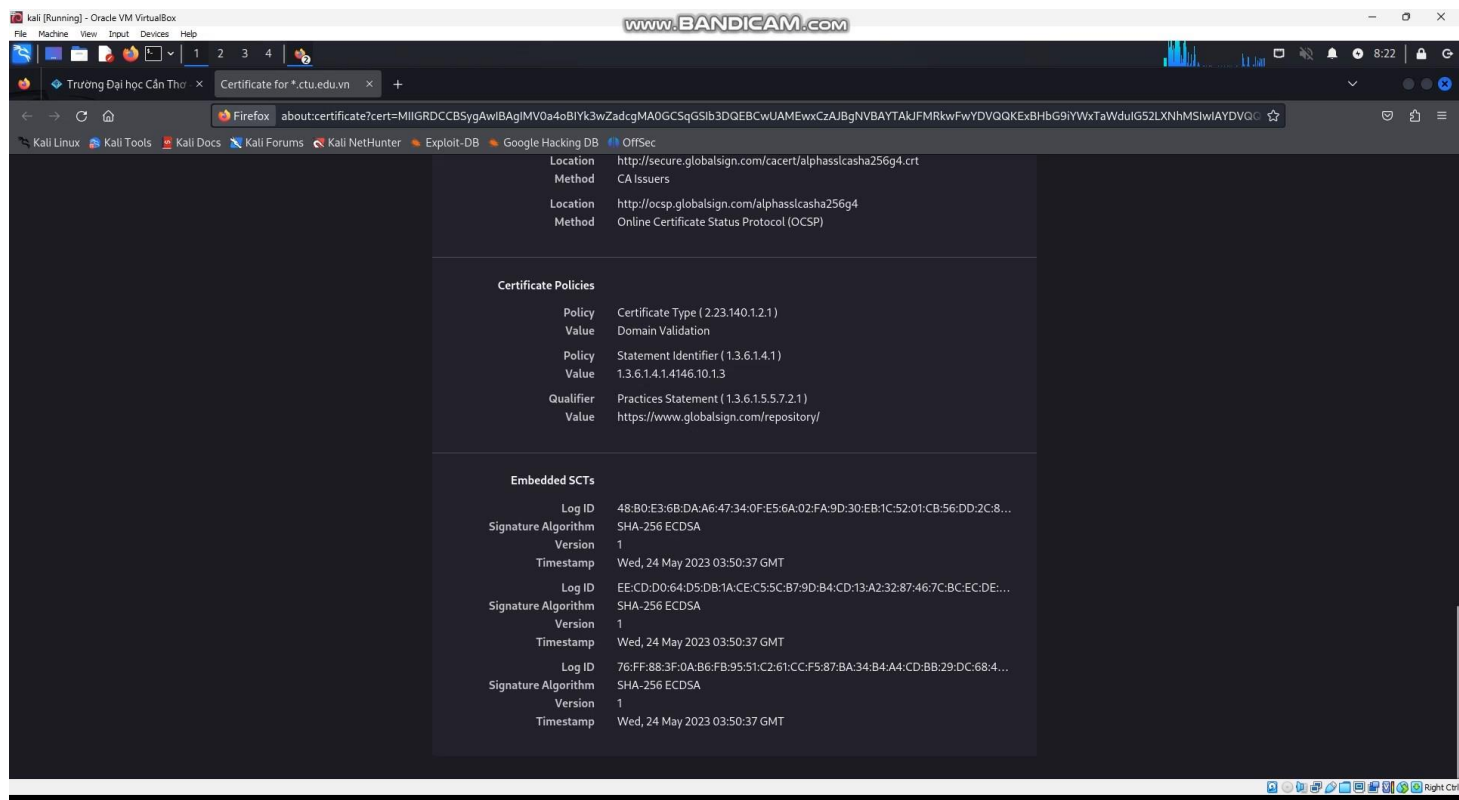 kali [Running] - Oracle VM VirtualBox
www.BANDICAM.com
File Machine View Input Devices Help
1 2 3 4
8:22
Trường Đại học Cần Thơ
Certificate for *.ctu.edu.vn
Firefox about:certificate?cert=MIIGRDCCBSygAwIBAgIMV0a4oBIYk3wZadcgMA0GCSqGSIb3DQEBCwUAMEwxCzAJBgNVBAYTAkJFMRkwFwYDVQQKExBHbG9iYWxTaWduIG52LXNhMSIwIAYDVQQ
Kali Linux Kali Tools Kali Docs Kali Forums Kali NetHunter Exploit-DB Google Hacking DB OffSec
Location http://secure.globalsign.com/cacert/alphasslcasha256g4.crt
Method CA Issuers
Location http://ocsp.globalsign.com/alphasslcasha256g4
Method Online Certificate Status Protocol (OCSP)
Certificate Policies
Policy Certificate Type ( 2.23.140.1.2.1 )
Value Domain Validation
Policy Statement Identifier ( 1.3.6.1.4.1 )
Value 1.3.6.1.4.1.4146.10.1.3
Qualifier Practices Statement ( 1.3.6.1.5.5.7.2.1 )
Value https://www.globalsign.com/repository/
Embedded SCTs
Log ID 48:B0:E3:6B:DA:A6:47:34:0F:E5:6A:02:FA:9D:30:EB:1C:52:01:CB:56:DD:2C:8...
Signature Algorithm SHA-256 ECDSA
Version 1
Timestamp Wed, 24 May 2023 03:50:37 GMT
Log ID EE:CD:D0:64:D5:DB:1A:CE:C5:5C:B7:9D:B4:CD:13:A2:32:87:46:7C:BC:EC:DE:...
Signature Algorithm SHA-256 ECDSA
Version 1
Timestamp Wed, 24 May 2023 03:50:37 GMT
Log ID 76:FF:88:3F:0A:B6:FB:95:51:C2:61:CC:F5:87:BA:34:B4:A4:CD:BB:29:DC:68:4...
Signature Algorithm SHA-256 ECDSA
Version 1
Timestamp Wed, 24 May 2023 03:50:37 GMT
Right Ctrl